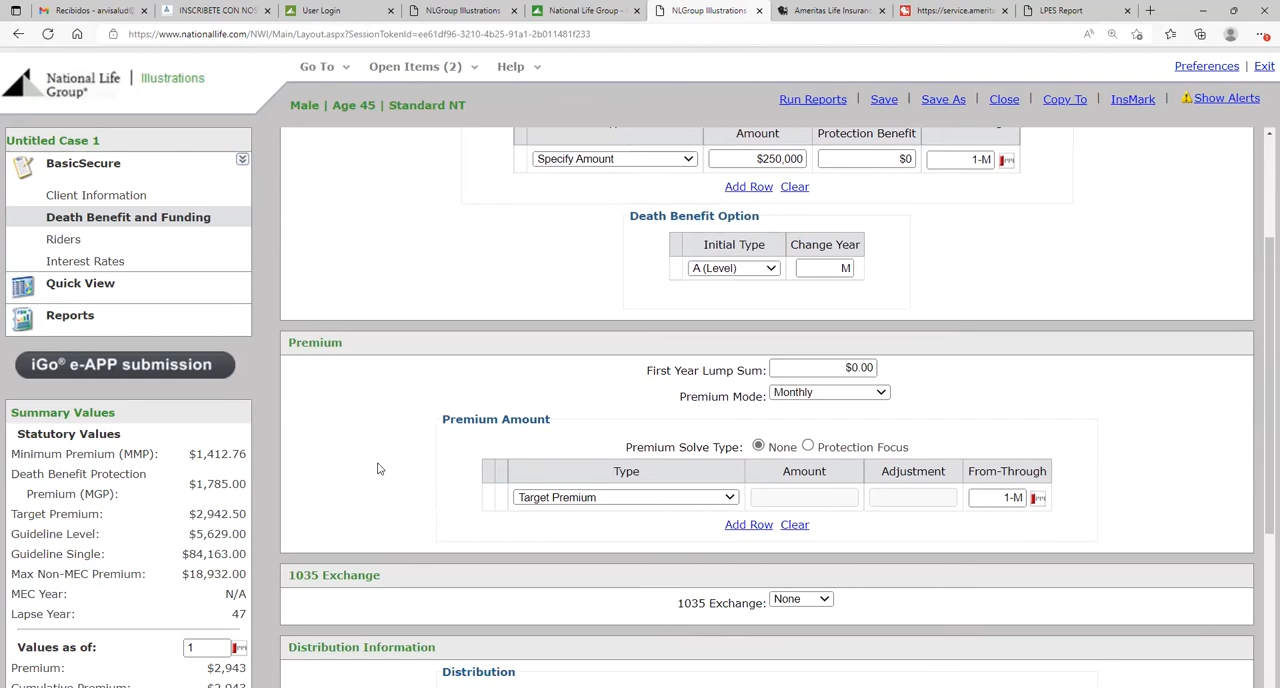 Recibidos - arvisalud@
INSCRIBETE CON NOS
User Login
NLGroup Illustrations
National Life Group -
NLGroup Illustrations
Ameritas Life Insuranc
https://service.amerita
LPES Report
https://www.nationallife.com/NWI/Main/Layout.aspx?SessionTokenId=ee61df96-3210-4b25-91a1-2b011481f233
National Life Group®
Illustrations
Go To
Open Items (2)
Help
Preferences | Exit
Male | Age 45 | Standard NT
Run Reports | Save | Save As | Close | Copy To | InsMark | Show Alerts
Untitled Case 1
BasicSecure
Client Information
Death Benefit and Funding
Riders
Interest Rates
Quick View
Reports
iGo® e-APP submission
Summary Values
Statutory Values
Minimum Premium (MMP): $1,412.76
Death Benefit Protection
Premium (MGP): $1,785.00
Target Premium: $2,942.50
Guideline Level: $5,629.00
Guideline Single: $84,163.00
Max Non-MEC Premium: $18,932.00
MEC Year: N/A
Lapse Year: 47
Values as of: 1
Premium: $2,943
Cumulative Premium: $2,943
Amount
Protection Benefit
Specify Amount $250,000 $0 1-M
Add Row Clear
Death Benefit Option
Initial Type Change Year
A (Level) M
Premium
First Year Lump Sum: $0.00
Premium Mode: Monthly
Premium Amount
Premium Solve Type: None Protection Focus
Type Amount Adjustment From-Through
Target Premium 1-M
Add Row Clear
1035 Exchange
1035 Exchange: None
Distribution Information
Distribution